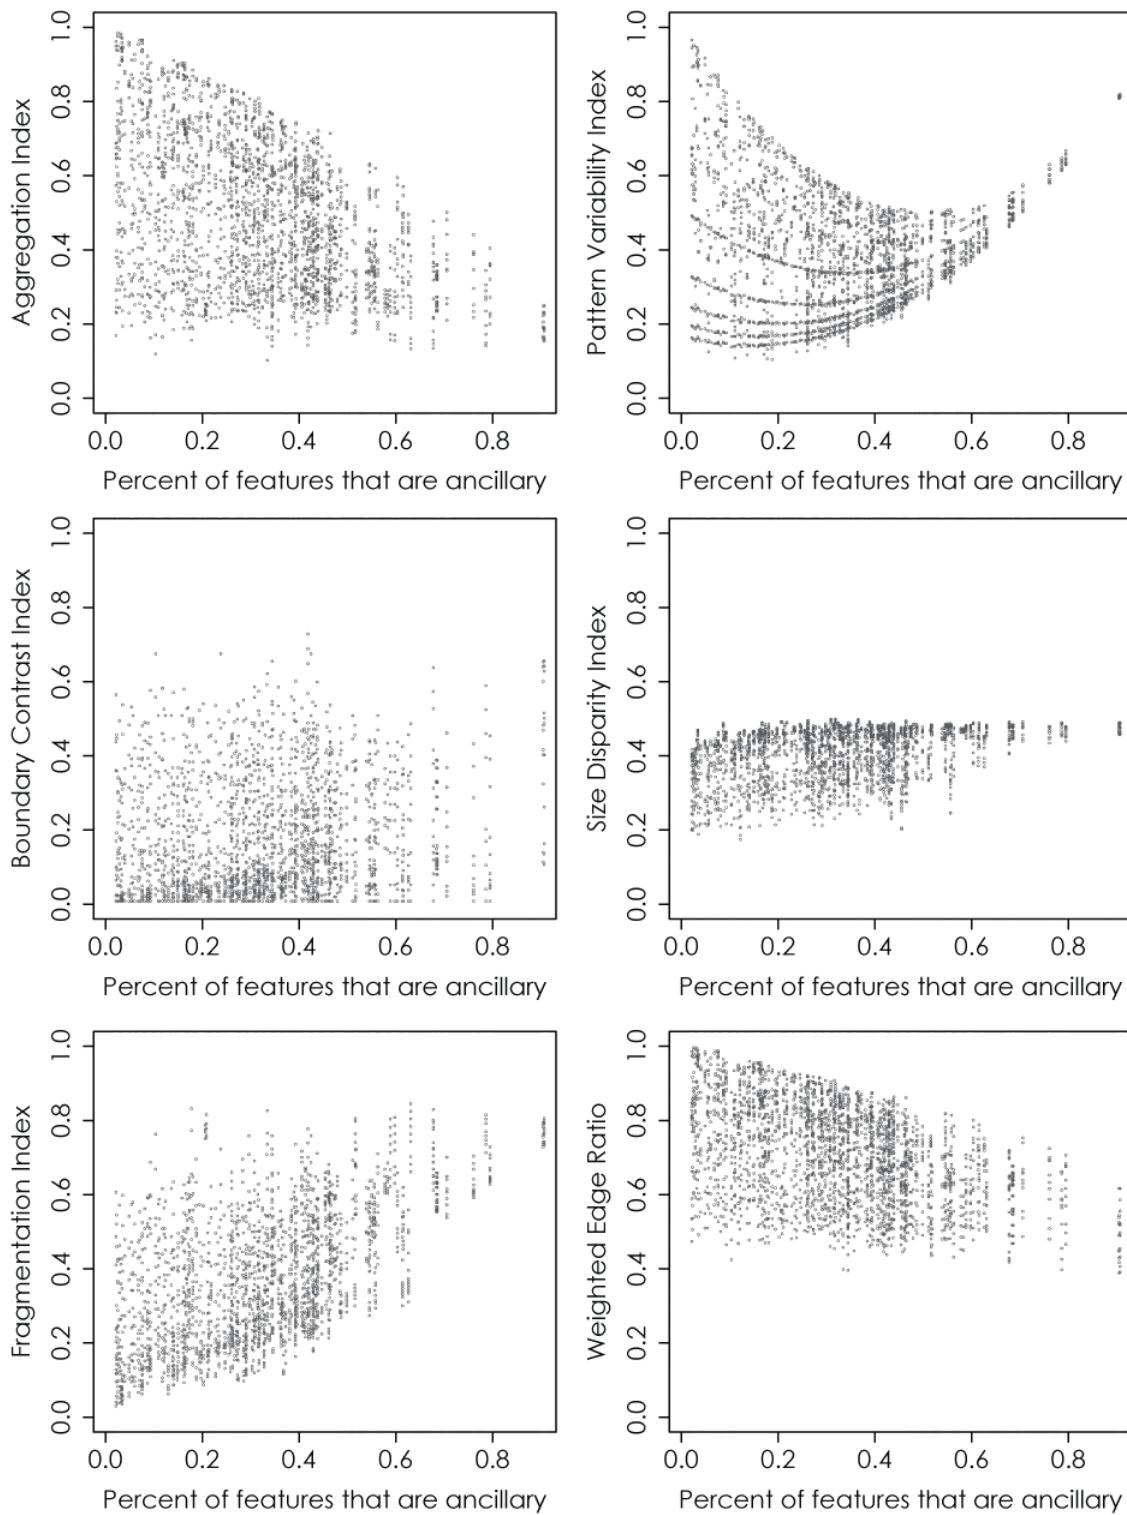 Aggregation Index
1.0
0.8
0.6
0.4
0.2
0.0
0.0 0.2 0.4 0.6 0.8
Percent of features that are ancillary
Pattern Variability Index
1.0
0.8
0.6
0.4
0.2
0.0
0.0 0.2 0.4 0.6 0.8
Percent of features that are ancillary
Boundary Contrast Index
1.0
0.8
0.6
0.4
0.2
0.0
0.0 0.2 0.4 0.6 0.8
Percent of features that are ancillary
Size Disparity Index
1.0
0.8
0.6
0.4
0.2
0.0
0.0 0.2 0.4 0.6 0.8
Percent of features that are ancillary
Fragmentation Index
1.0
0.8
0.6
0.4
0.2
0.0
0.0 0.2 0.4 0.6 0.8
Percent of features that are ancillary
Weighted Edge Ratio
1.0
0.8
0.6
0.4
0.2
0.0
0.0 0.2 0.4 0.6 0.8
Percent of features that are ancillary